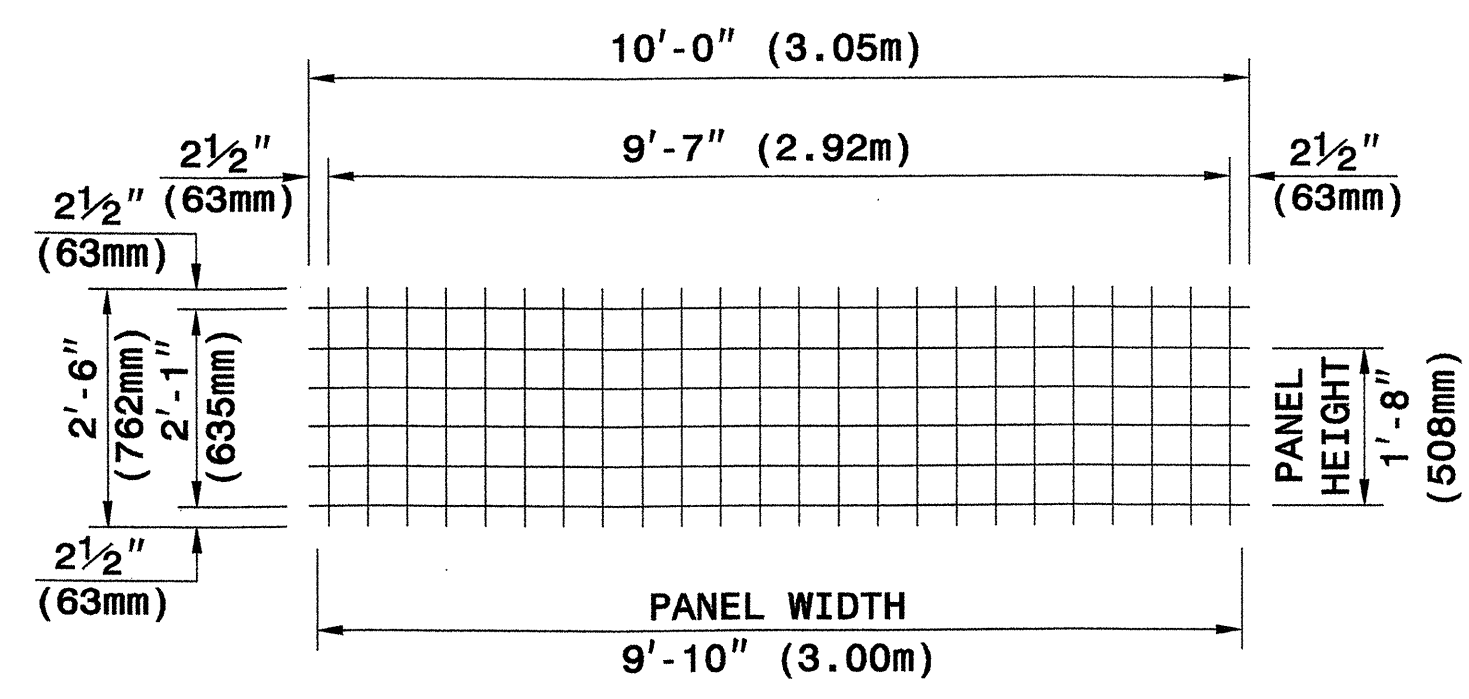 10'-0" (3.05m)
9'-7" (2.92m)
2½"
(63mm)
2½"
(63mm)
2½"
(63mm)
2'-6"
(762mm)
2'-1"
(635mm)
PANEL
HEIGHT
1'-8"
(508mm)
2½"
(63mm)
PANEL WIDTH
9'-10" (3.00m)